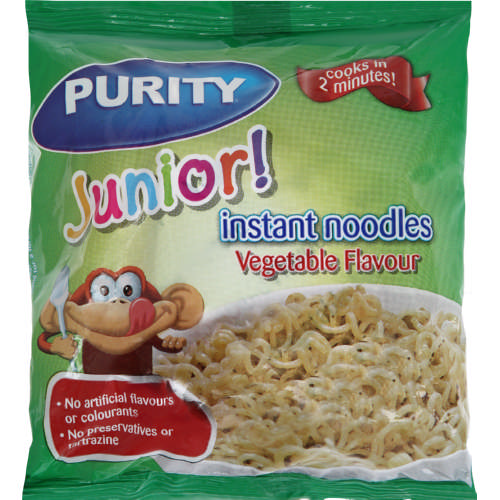 PURITY
cooks in
2 minutes!
Junior!
instant noodles
Vegetable Flavour
• No artificial flavours
or colourants
• No preservatives or
tartrazine